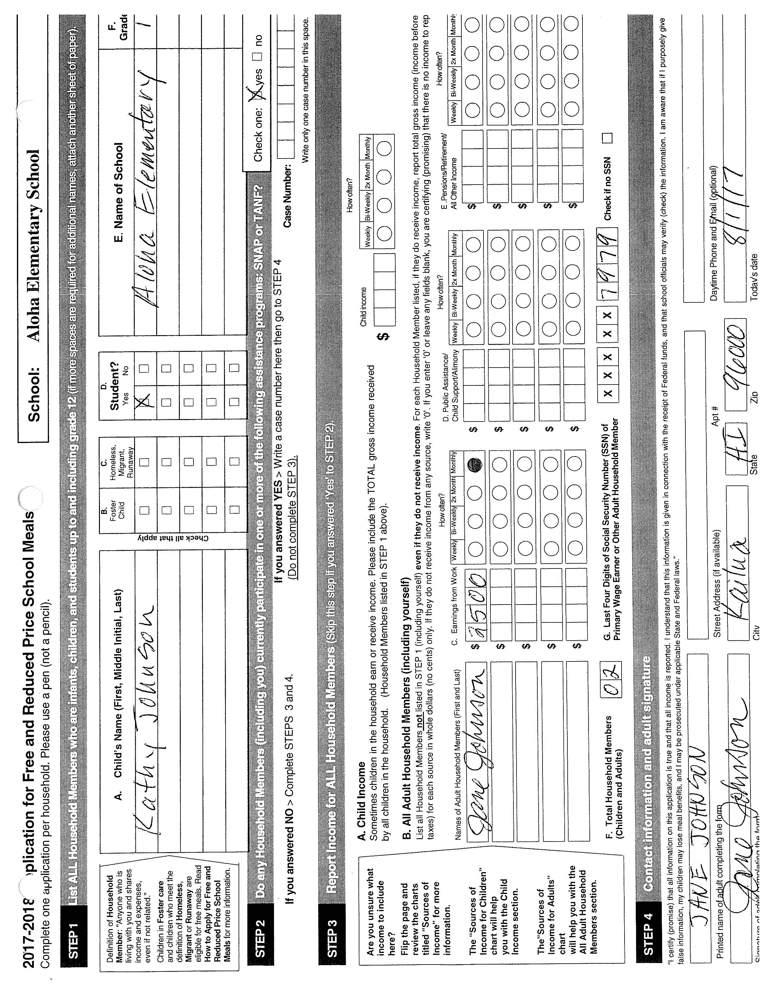 2017-2018 plication for Free and Reduced Price School Meals
School: Aloha Elementary School
Complete one application per household. Please use a pen (not a pencil).
STEP 1 List ALL Household Members who are infants, children, and students up to and including grade 12 (if more spaces are required for additional names, attach another sheet of paper).
Definition of Household
Member: "Anyone who is
living with you and shares
income and expenses,
even if not related."
Children in Foster care
and children who meet the
definition of Homeless,
Migrant or Runaway are
eligible for free meals. Read
How to Apply for Free and
Reduced Price School
Meals for more information.
A. Child's Name (First, Middle Initial, Last)
Kathy Johnson
Check all that apply
B.
Foster
Child
C.
Homeless,
Migrant,
Runaway
D.
Student?
Yes No
X
E. Name of School
Aloha Elementary
F.
Grade
1
STEP 2 Do any Household Members (including you) currently participate in one or more of the following assistance programs: SNAP or TANF?
Check one: X yes no
If you answered NO > Complete STEPS 3 and 4.
If you answered YES > Write a case number here then go to STEP 4
(Do not complete STEP 3).
Case Number:
Write only one case number in this space.
STEP 3 Report Income for ALL Household Members (Skip this step if you answered 'Yes' to STEP 2).
Are you unsure what
income to include
here?
Flip the page and
review the charts
titled "Sources of
Income" for more
information.
The "Sources of
Income for Children"
chart will help
you with the Child
Income section.
The"Sources of
Income for Adults"
chart
will help you with the
All Adult Household
Members section.
A. Child Income
Sometimes children in the household earn or receive income. Please include the TOTAL gross income received
by all children in the household. (Household Members listed in STEP 1 above).
Child income
$
How often?
Weekly Bi-Weekly 2x Month Monthly
B. All Adult Household Members (including yourself)
List all Household Members not listed in STEP 1 (including yourself) even if they do not receive income. For each Household Member listed, if they do receive income, report total gross income (income before
taxes) for each source in whole dollars (no cents) only. If they do not receive income from any source, write '0'. If you enter '0' or leave any fields blank, you are certifying (promising) that there is no income to rep
Names of Adult Household Members (First and Last)
C. Earnings from Work
How often?
Weekly Bi-Weekly 2x Month Monthly
D. Public Assistance/
Child Support/Alimony
How often?
Weekly Bi-Weekly 2x Month Monthly
E. Pensions/Retirement/
All Other Income
How often?
Weekly Bi-Weekly 2x Month Monthly
Jane Johnson $ 2500 $ $
$ $ $
$ $ $
$ $ $
$ $ $
F. Total Household Members
(Children and Adults)
02
G. Last Four Digits of Social Security Number (SSN) of
Primary Wage Earner or Other Adult Household Member
X X X X X 7979
Check if no SSN
STEP 4 Contact information and adult signature
"I certify (promise) that all information on this application is true and that all income is reported. I understand that this information is given in connection with the receipt of Federal funds, and that school officials may verify (check) the information. I am aware that if I purposely give
false information, my children may lose meal benefits, and I may be prosecuted under applicable State and Federal laws."
JANE JOHNSON
Printed name of adult completing the form
Street Address (if available)
Apt #
Daytime Phone and Email (optional)
Jane Johnson
Kailua
HI
96000
8/1/17
Signature of adult completing the form
City
State
Zip
Today's date